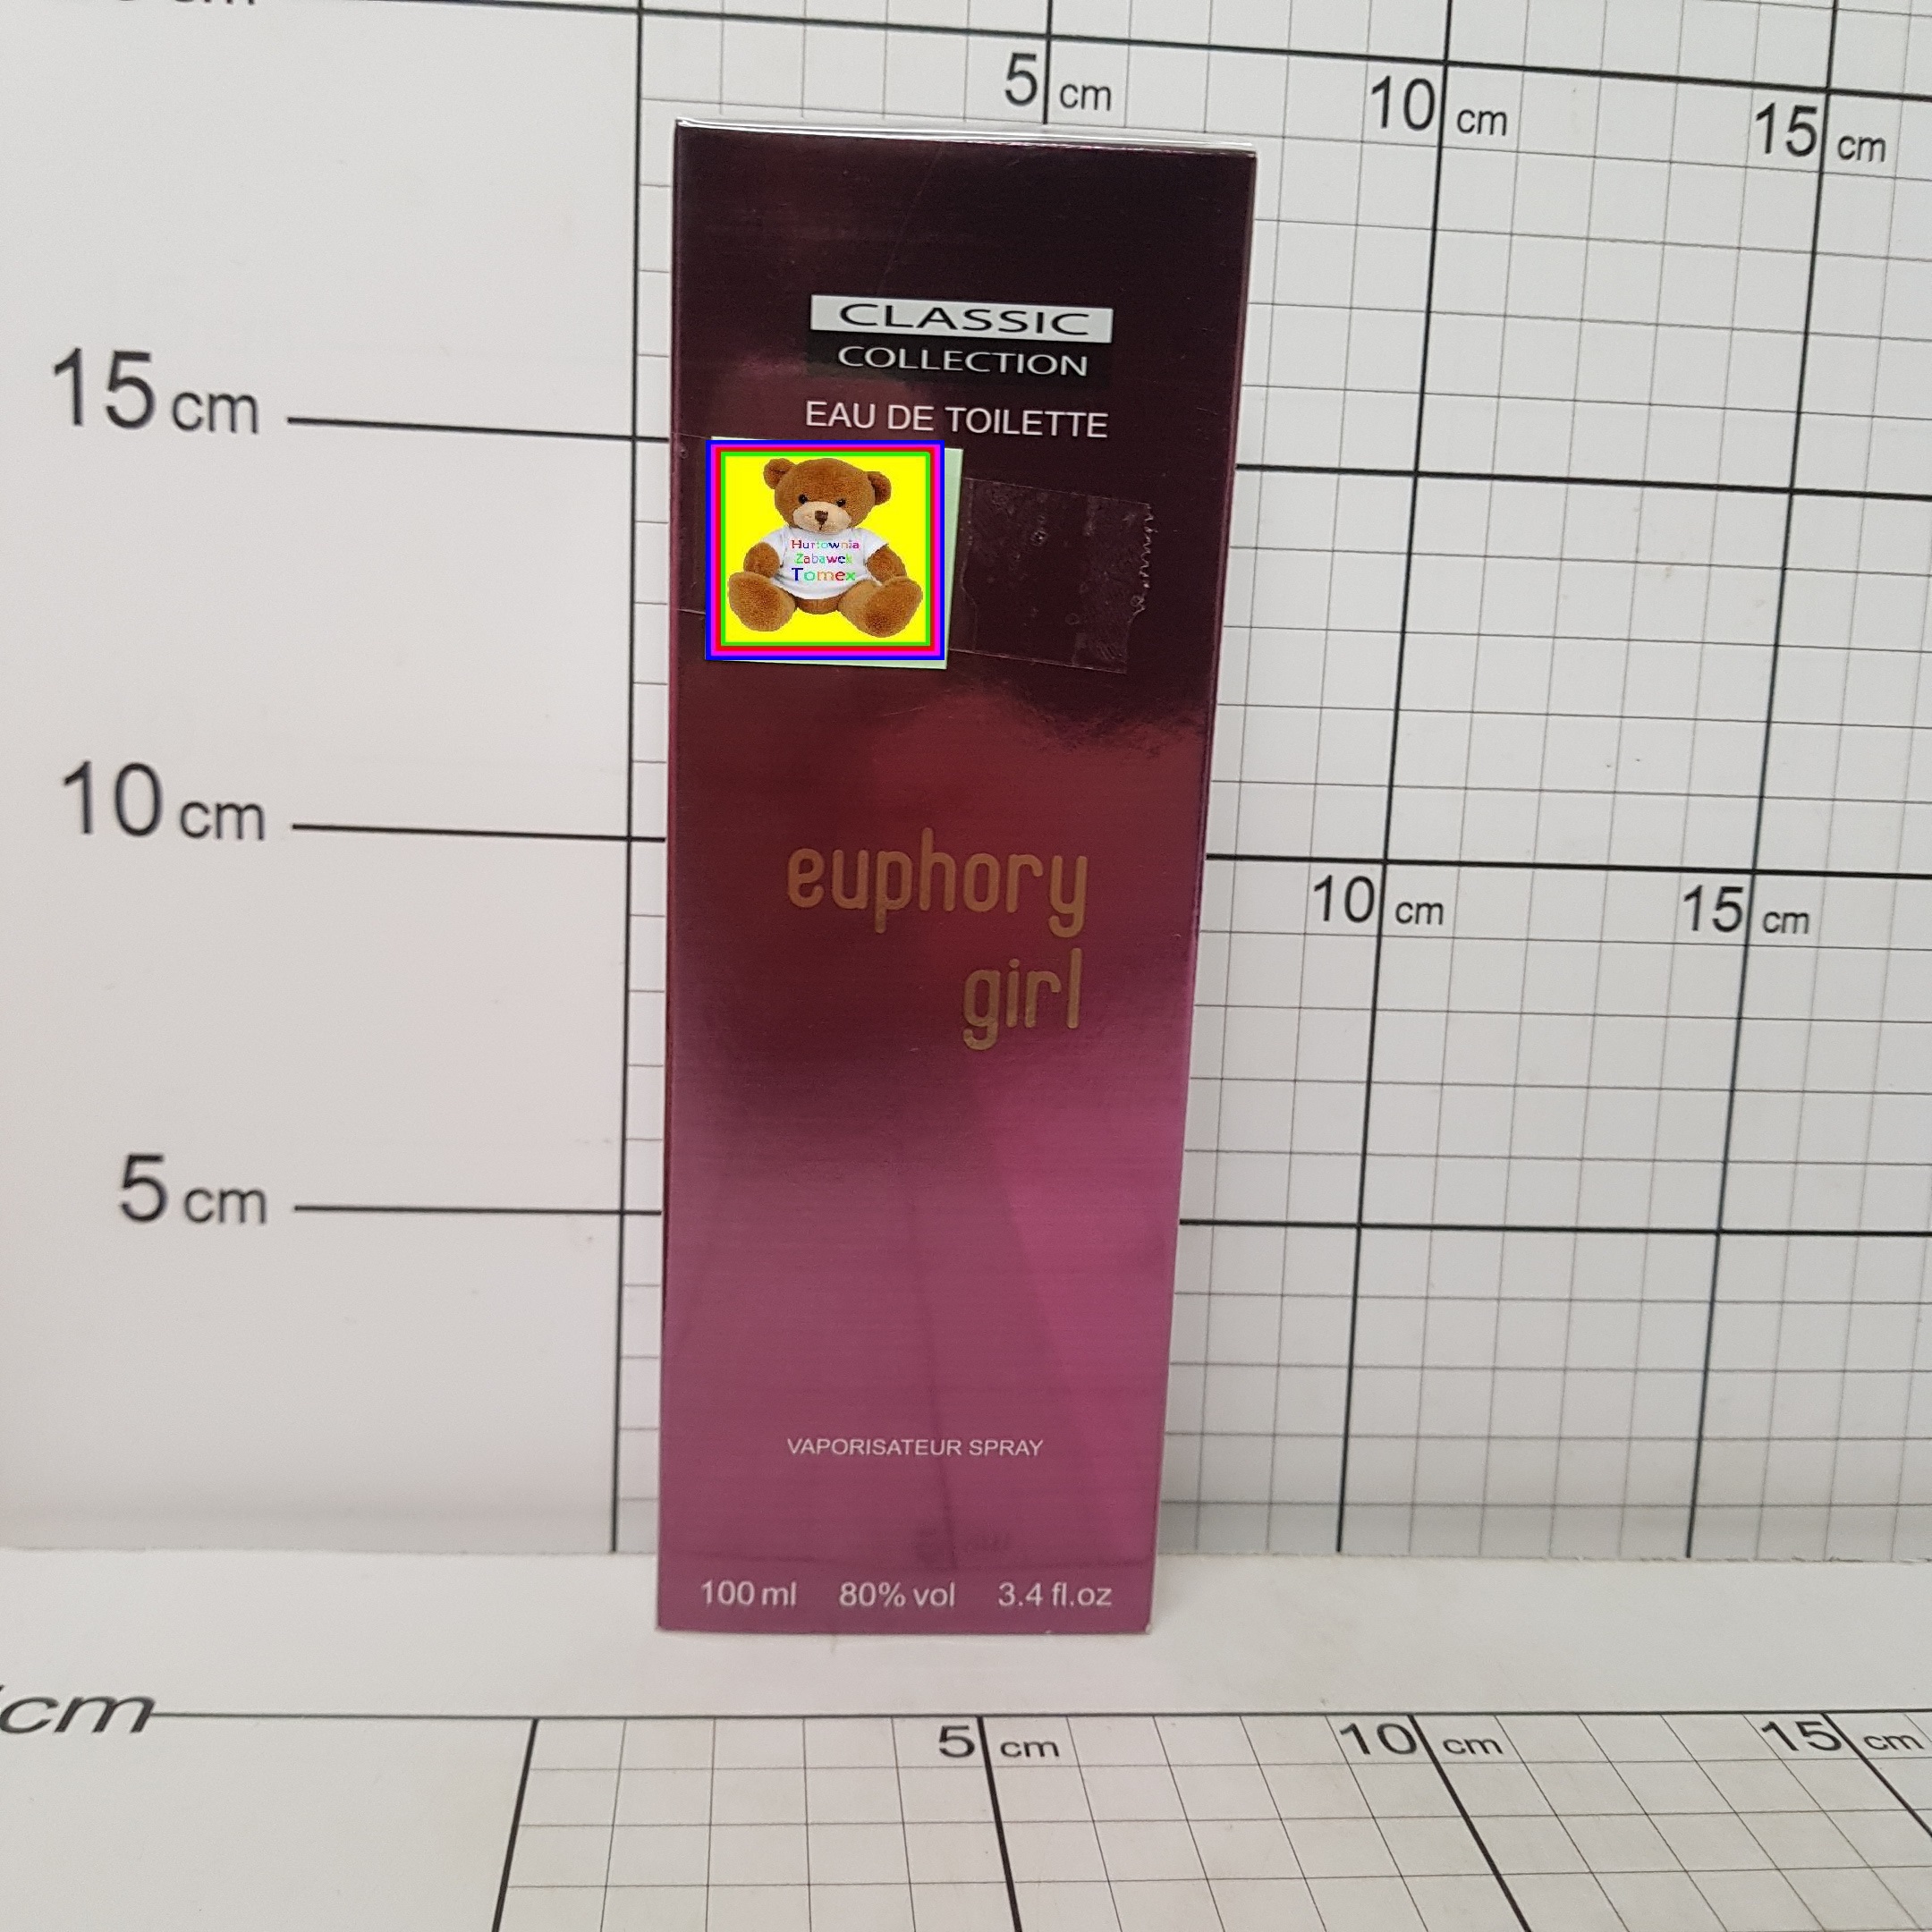 5 cm
10 cm
15 cm
CLASSIC
COLLECTION
EAU DE TOILETTE
15 cm
Hurtownia
Zabawek
Tomex
10 cm
euphory
girl
10 cm
15 cm
5 cm
VAPORISATEUR SPRAY
100 ml 80% vol 3.4 fl.oz
cm
5 cm
10 cm
15 cm